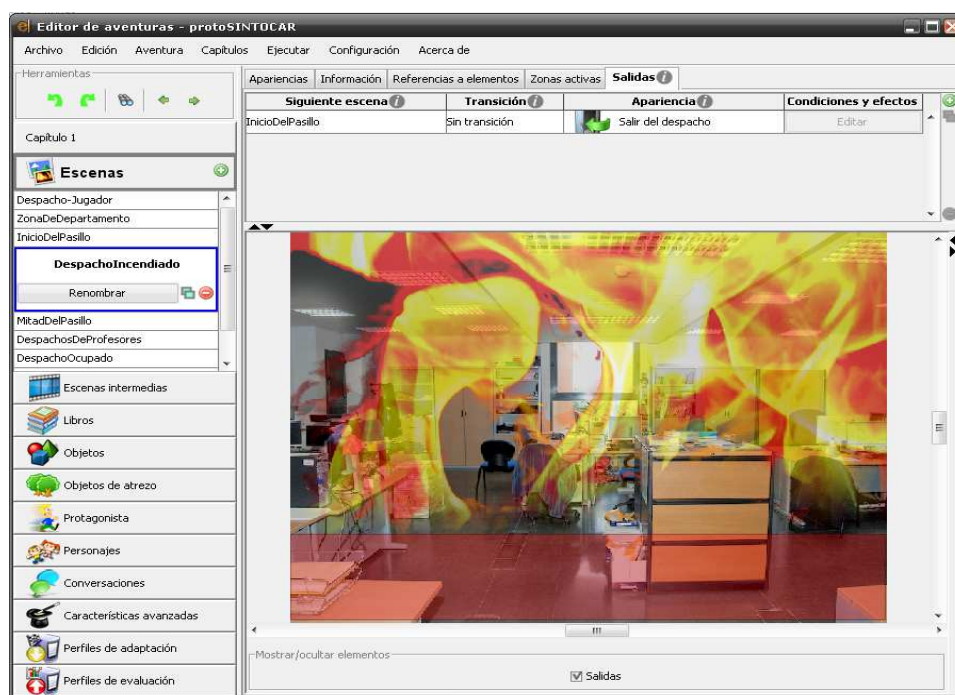 Editor de aventuras - protoSINTOCAR
Archivo Edición Aventura Capítulos Ejecutar Configuración Acerca de
Herramientas
Capítulo 1
Escenas
Despacho-Jugador
ZonaDeDepartamento
InicioDelPasillo
DespachoIncendiado
Renombrar
MitadDelPasillo
DespachosDeProfesores
DespachoOcupado
Escenas intermedias
Libros
Objetos
Objetos de atrezo
Protagonista
Personajes
Conversaciones
Características avanzadas
Perfiles de adaptación
Perfiles de evaluación
Apariencias Información Referencias a elementos Zonas activas Salidas
Siguiente escena Transición Apariencia Condiciones y efectos
InicioDelPasillo Sin transición Salir del despacho Editar
Mostrar/ocultar elementos
Salidas